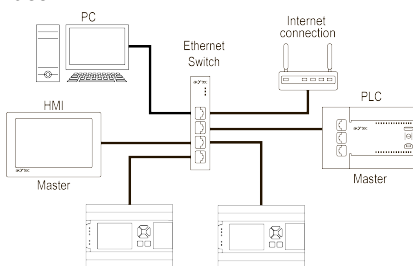 PC
Internet
connection
Ethernet
Switch
HMI
PLC
Master
Master